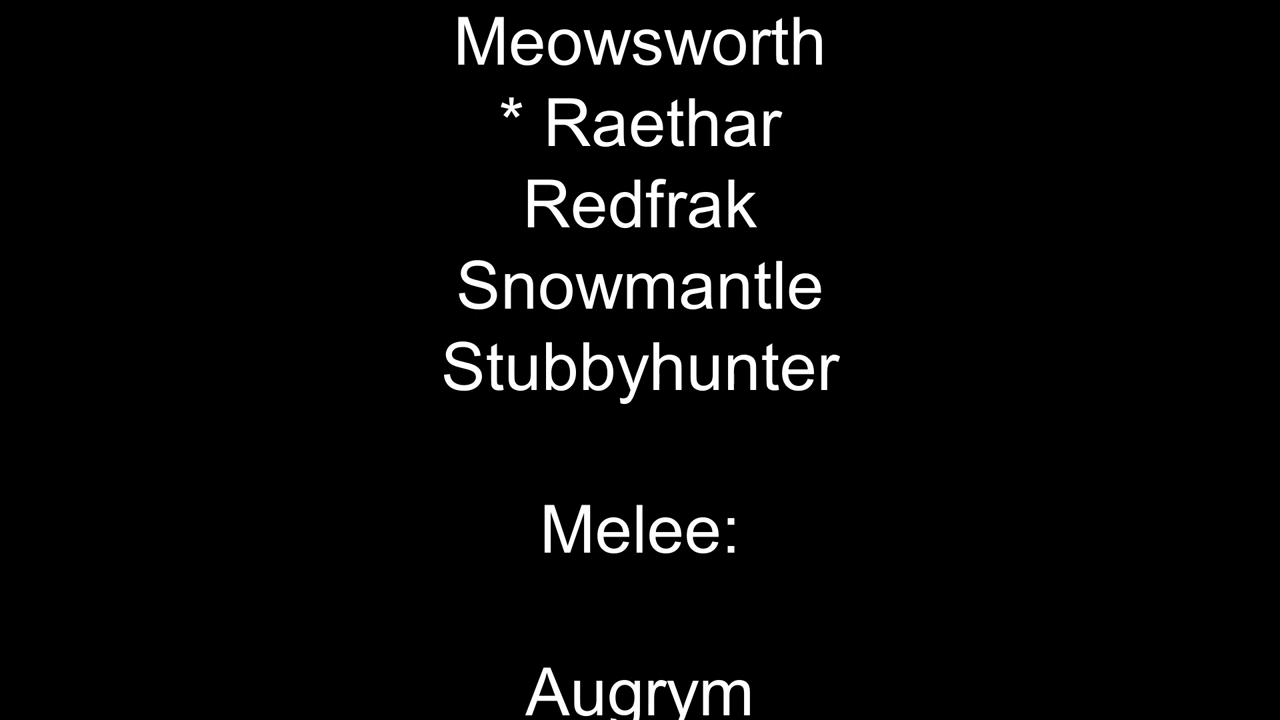 Meowsworth
* Raethar
Redfrak
Snowmantle
Stubbyhunter
Melee:
Augrym